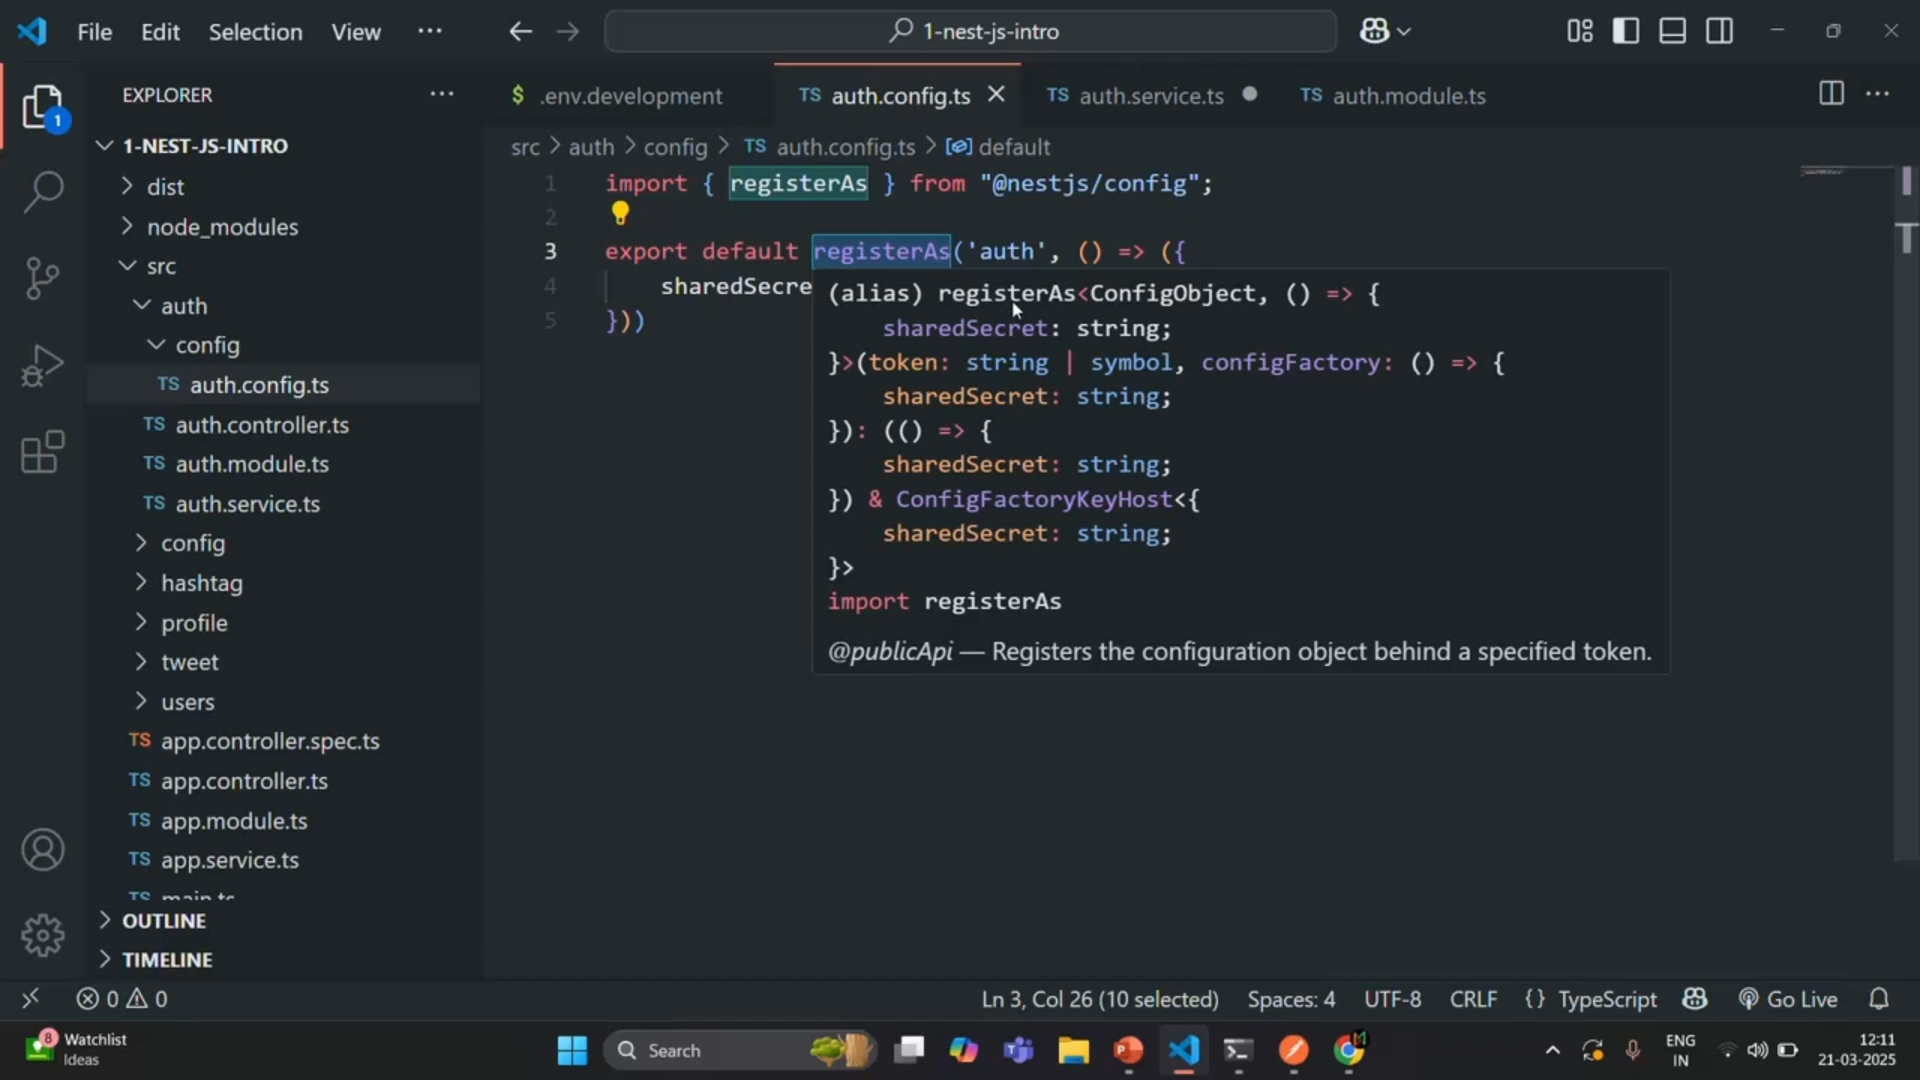 File Edit Selection View ···
1-nest-js-intro
EXPLORER
1
1-NEST-JS-INTRO
dist
node_modules
src
auth
config
TS auth.config.ts
TS auth.controller.ts
TS auth.module.ts
TS auth.service.ts
config
hashtag
profile
tweet
users
TS app.controller.spec.ts
TS app.controller.ts
TS app.module.ts
TS app.service.ts
TS main.ts
OUTLINE
TIMELINE
$ .env.development
TS auth.config.ts
TS auth.service.ts
TS auth.module.ts
src > auth > config > TS auth.config.ts > default
1 import { registerAs } from "@nestjs/config";
2
3 export default registerAs('auth', () => ({
4 sharedSecre
5 }))
(alias) registerAs<ConfigObject, () => {
sharedSecret: string;
}>(token: string | symbol, configFactory: () => {
sharedSecret: string;
}): (() => {
sharedSecret: string;
}) & ConfigFactoryKeyHost<{
sharedSecret: string;
}>
import registerAs
@publicApi — Registers the configuration object behind a specified token.
0 0
Ln 3, Col 26 (10 selected) Spaces: 4 UTF-8 CRLF {} TypeScript Go Live
8 Watchlist
Ideas
Search
ENG
IN
12:11
21-03-2025